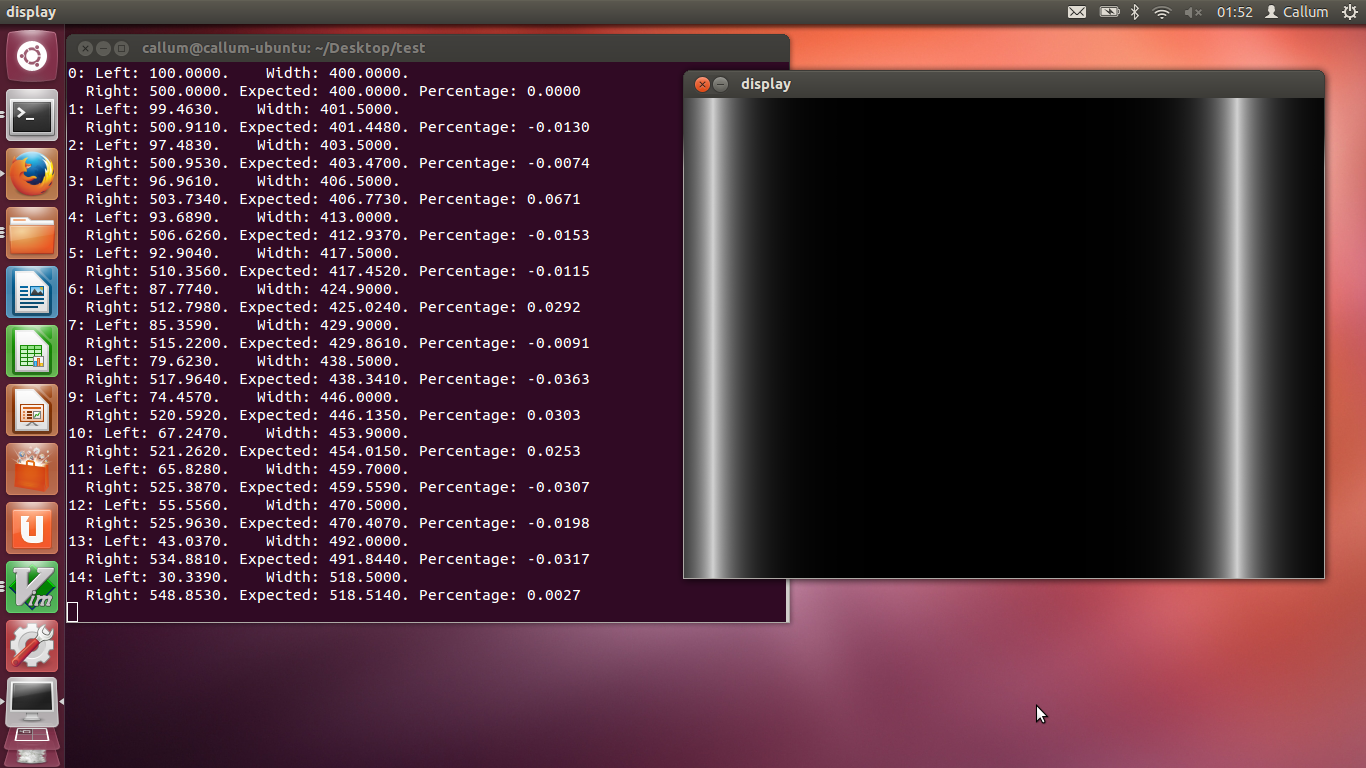 display
01:52 Callum
callum@callum-ubuntu: ~/Desktop/test
0: Left: 100.0000. Width: 400.0000.
Right: 500.0000. Expected: 400.0000. Percentage: 0.0000
1: Left: 99.4630. Width: 401.5000.
Right: 500.9110. Expected: 401.4480. Percentage: -0.0130
2: Left: 97.4830. Width: 403.5000.
Right: 500.9530. Expected: 403.4700. Percentage: -0.0074
3: Left: 96.9610. Width: 406.5000.
Right: 503.7340. Expected: 406.7730. Percentage: 0.0671
4: Left: 93.6890. Width: 413.0000.
Right: 506.6260. Expected: 412.9370. Percentage: -0.0153
5: Left: 92.9040. Width: 417.5000.
Right: 510.3560. Expected: 417.4520. Percentage: -0.0115
6: Left: 87.7740. Width: 424.9000.
Right: 512.7980. Expected: 425.0240. Percentage: 0.0292
7: Left: 85.3590. Width: 429.9000.
Right: 515.2200. Expected: 429.8610. Percentage: -0.0091
8: Left: 79.6230. Width: 438.5000.
Right: 517.9640. Expected: 438.3410. Percentage: -0.0363
9: Left: 74.4570. Width: 446.0000.
Right: 520.5920. Expected: 446.1350. Percentage: 0.0303
10: Left: 67.2470. Width: 453.9000.
Right: 521.2620. Expected: 454.0150. Percentage: 0.0253
11: Left: 65.8280. Width: 459.7000.
Right: 525.3870. Expected: 459.5590. Percentage: -0.0307
12: Left: 55.5560. Width: 470.5000.
Right: 525.9630. Expected: 470.4070. Percentage: -0.0198
13: Left: 43.0370. Width: 492.0000.
Right: 534.8810. Expected: 491.8440. Percentage: -0.0317
14: Left: 30.3390. Width: 518.5000.
Right: 548.8530. Expected: 518.5140. Percentage: 0.0027
display
>_
U
Vim